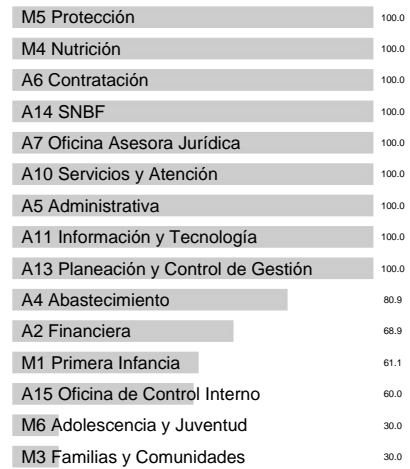 M5 Protección 100.0
M4 Nutrición 100.0
A6 Contratación 100.0
A14 SNBF 100.0
A7 Oficina Asesora Jurídica 100.0
A10 Servicios y Atención 100.0
A5 Administrativa 100.0
A11 Información y Tecnología 100.0
A13 Planeación y Control de Gestión 100.0
A4 Abastecimiento 80.9
A2 Financiera 68.9
M1 Primera Infancia 61.1
A15 Oficina de Control Interno 60.0
M6 Adolescencia y Juventud 30.0
M3 Familias y Comunidades 30.0